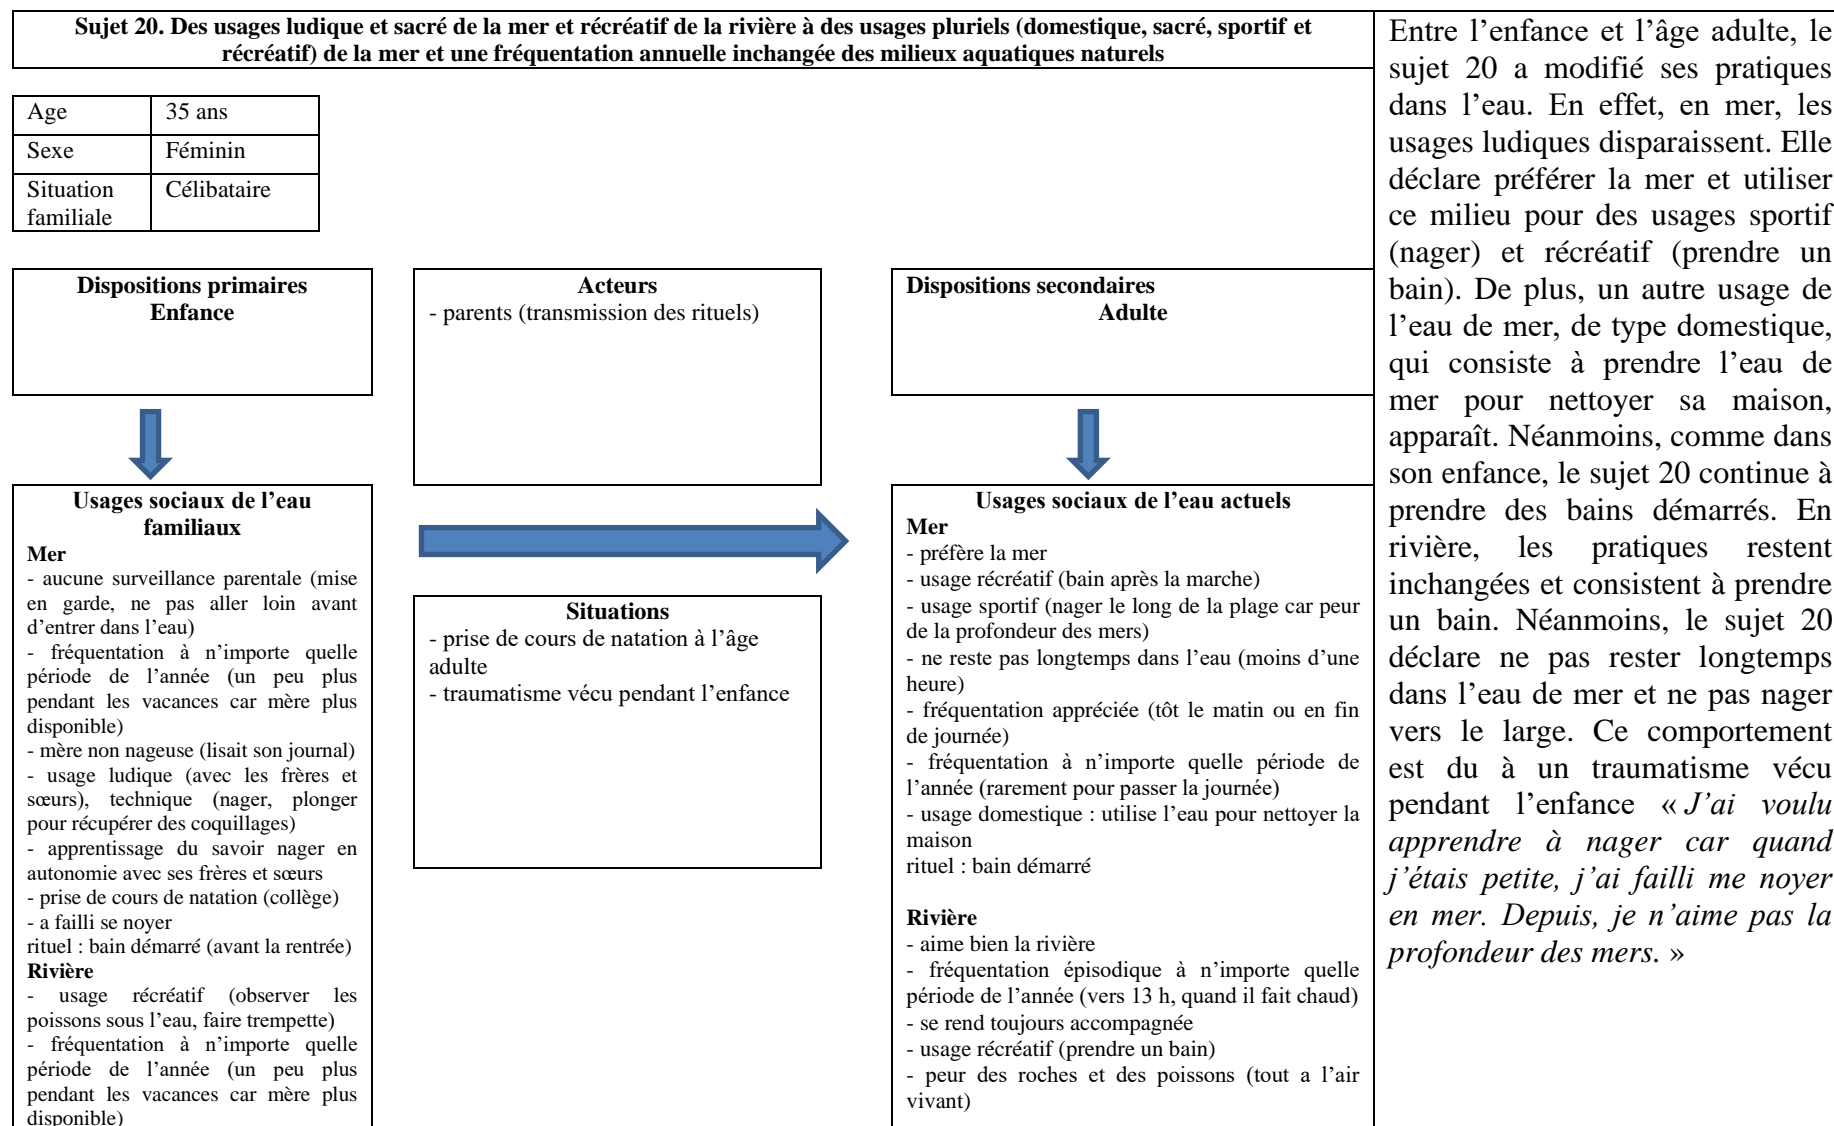 Sujet 20. Des usages ludique et sacré de la mer et récréatif de la rivière à des usages pluriels (domestique, sacré, sportif et
récréatif) de la mer et une fréquentation annuelle inchangée des milieux aquatiques naturels
Age 35 ans
Sexe Féminin
Situation Célibataire
familiale
Dispositions primaires
Enfance
Acteurs
- parents (transmission des rituels)
Dispositions secondaires
Adulte
Usages sociaux de l’eau
familiaux
Mer
- aucune surveillance parentale (mise
en garde, ne pas aller loin avant
d’entrer dans l’eau)
- fréquentation à n’importe quelle
période de l’année (un peu plus
pendant les vacances car mère plus
disponible)
- mère non nageuse (lisait son journal)
- usage ludique (avec les frères et
sœurs), technique (nager, plonger
pour récupérer des coquillages)
- apprentissage du savoir nager en
autonomie avec ses frères et sœurs
- prise de cours de natation (collège)
- a failli se noyer
rituel : bain démarré (avant la rentrée)
Rivière
- usage récréatif (observer les
poissons sous l’eau, faire trempette)
- fréquentation à n’importe quelle
période de l’année (un peu plus
pendant les vacances car mère plus
disponible)
Situations
- prise de cours de natation à l’âge
adulte
- traumatisme vécu pendant l’enfance
Usages sociaux de l’eau actuels
Mer
- préfère la mer
- usage récréatif (bain après la marche)
- usage sportif (nager le long de la plage car peur
de la profondeur des mers)
- ne reste pas longtemps dans l’eau (moins d’une
heure)
- fréquentation appréciée (tôt le matin ou en fin
de journée)
- fréquentation à n’importe quelle période de
l’année (rarement pour passer la journée)
- usage domestique : utilise l’eau pour nettoyer la
maison
rituel : bain démarré
Rivière
- aime bien la rivière
- fréquentation épisodique à n’importe quelle
période de l’année (vers 13 h, quand il fait chaud)
- se rend toujours accompagnée
- usage récréatif (prendre un bain)
- peur des roches et des poissons (tout a l’air
vivant)
Entre l’enfance et l’âge adulte, le
sujet 20 a modifié ses pratiques
dans l’eau. En effet, en mer, les
usages ludiques disparaissent. Elle
déclare préférer la mer et utiliser
ce milieu pour des usages sportif
(nager) et récréatif (prendre un
bain). De plus, un autre usage de
l’eau de mer, de type domestique,
qui consiste à prendre l’eau de
mer pour nettoyer sa maison,
apparaît. Néanmoins, comme dans
son enfance, le sujet 20 continue à
prendre des bains démarrés. En
rivière, les pratiques restent
inchangées et consistent à prendre
un bain. Néanmoins, le sujet 20
déclare ne pas rester longtemps
dans l’eau de mer et ne pas nager
vers le large. Ce comportement
est du à un traumatisme vécu
pendant l’enfance « J’ai voulu
apprendre à nager car quand
j’étais petite, j’ai failli me noyer
en mer. Depuis, je n’aime pas la
profondeur des mers. »